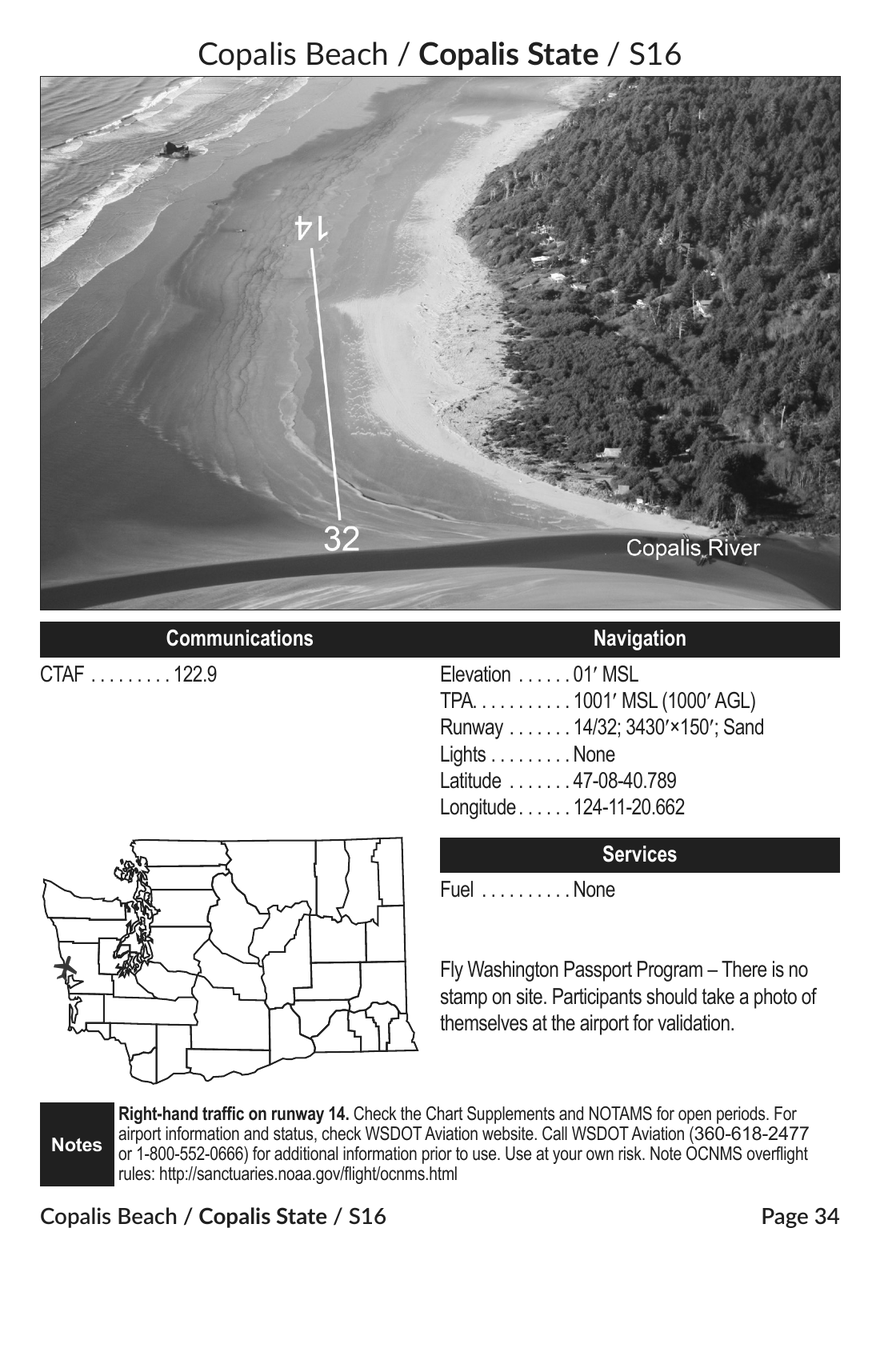 Copalis Beach / Copalis State / S16
14
32
Copalis River
Communications
CTAF . . . . . . . . . 122.9
Navigation
Elevation . . . . . . 01′ MSL
TPA. . . . . . . . . . . 1001′ MSL (1000′ AGL)
Runway . . . . . . . 14/32; 3430′×150′; Sand
Lights . . . . . . . . . None
Latitude . . . . . . . 47-08-40.789
Longitude . . . . . . 124-11-20.662
Services
Fuel . . . . . . . . . . None
Fly Washington Passport Program – There is no
stamp on site. Participants should take a photo of
themselves at the airport for validation.
Notes
Right-hand traffic on runway 14. Check the Chart Supplements and NOTAMS for open periods. For
airport information and status, check WSDOT Aviation website. Call WSDOT Aviation (360-618-2477
or 1-800-552-0666) for additional information prior to use. Use at your own risk. Note OCNMS overflight
rules: http://sanctuaries.noaa.gov/flight/ocnms.html
Copalis Beach / Copalis State / S16
Page 34